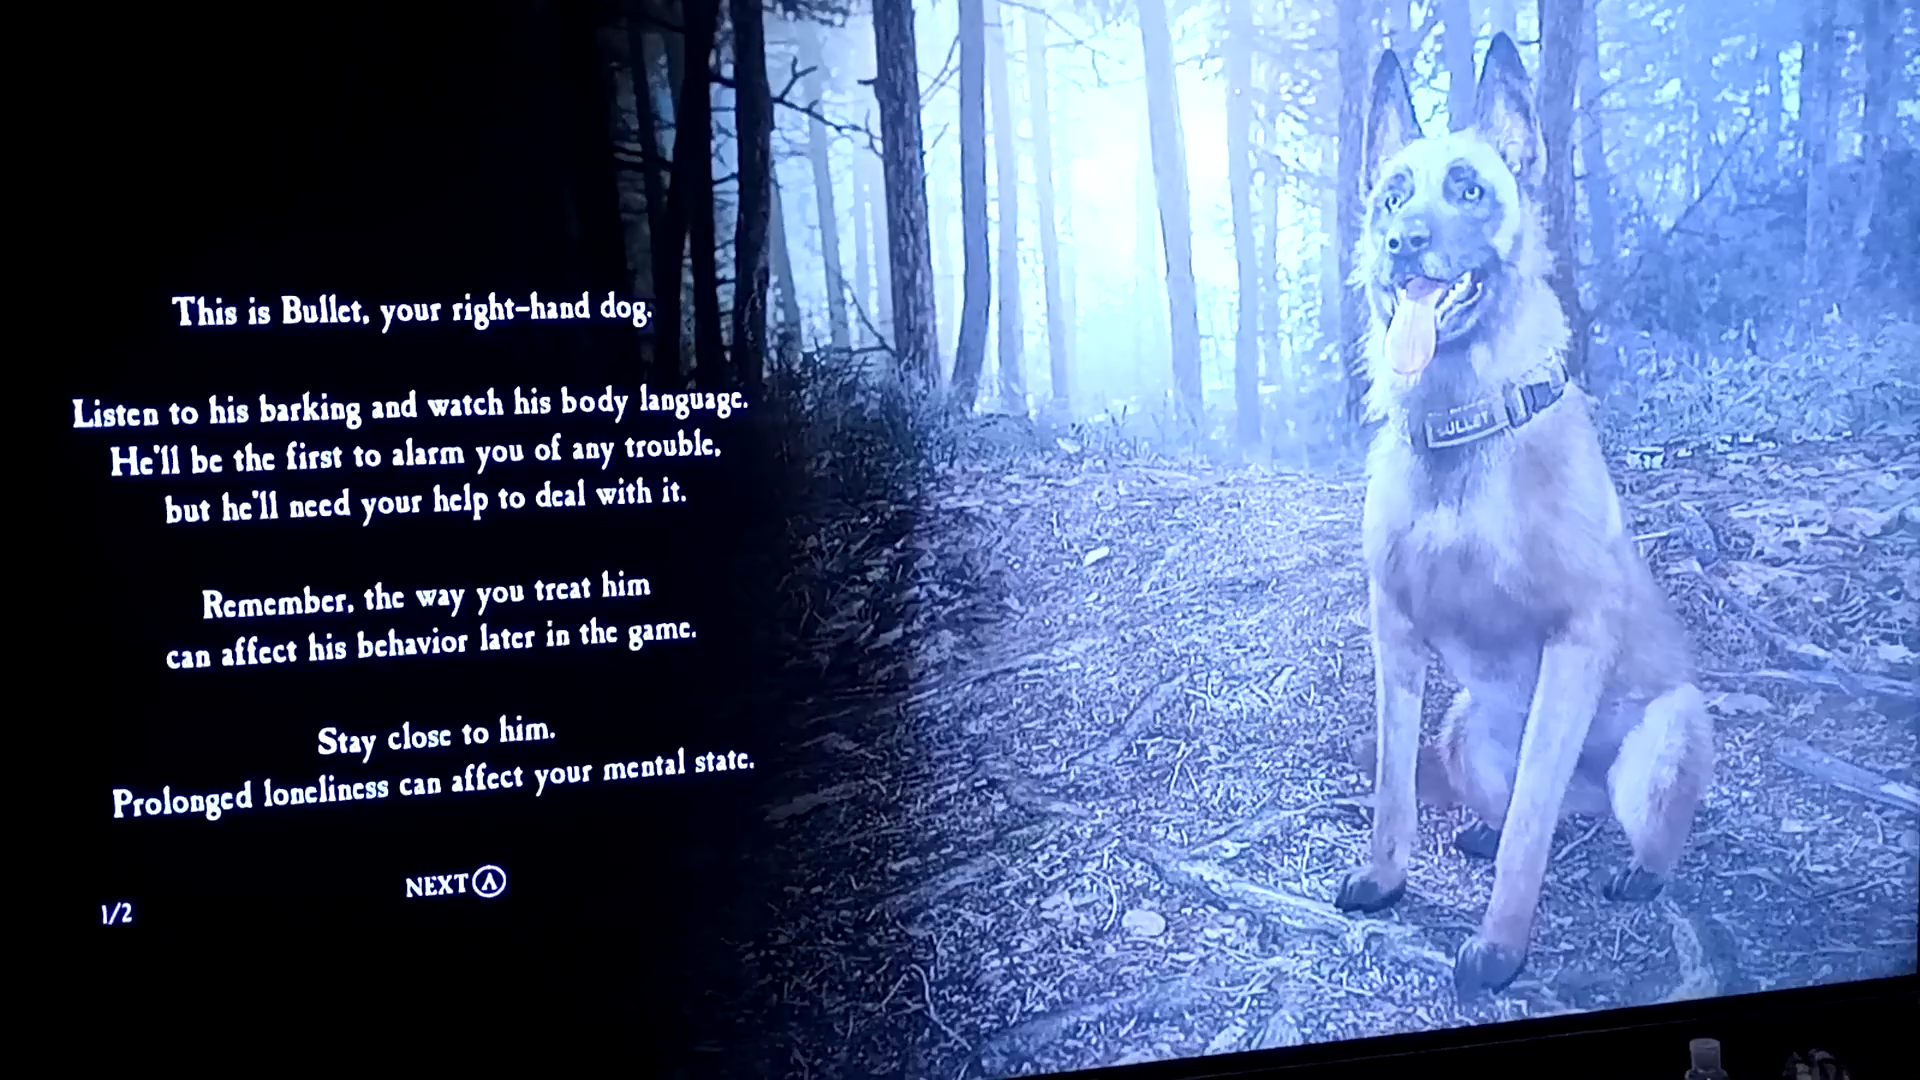 This is Bullet, your right-hand dog.
Listen to his barking and watch his body language.
He'll be the first to alarm you of any trouble,
but he'll need your help to deal with it.
Remember, the way you treat him
can affect his behavior later in the game.
Stay close to him.
Prolonged loneliness can affect your mental state.
NEXT A
1/2
BULLET